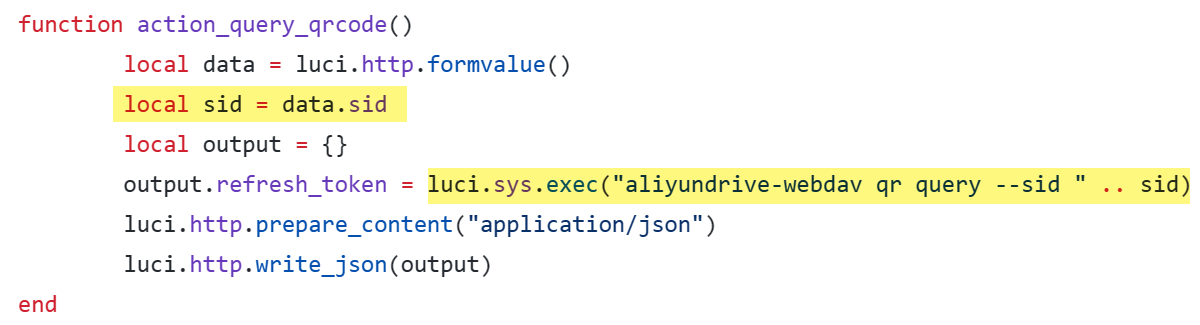 function action_query_qrcode()
        local data = luci.http.formvalue()
        local sid = data.sid
        local output = {}
        output.refresh_token = luci.sys.exec("aliyundrive-webdav qr query --sid " .. sid)
        luci.http.prepare_content("application/json")
        luci.http.write_json(output)
end